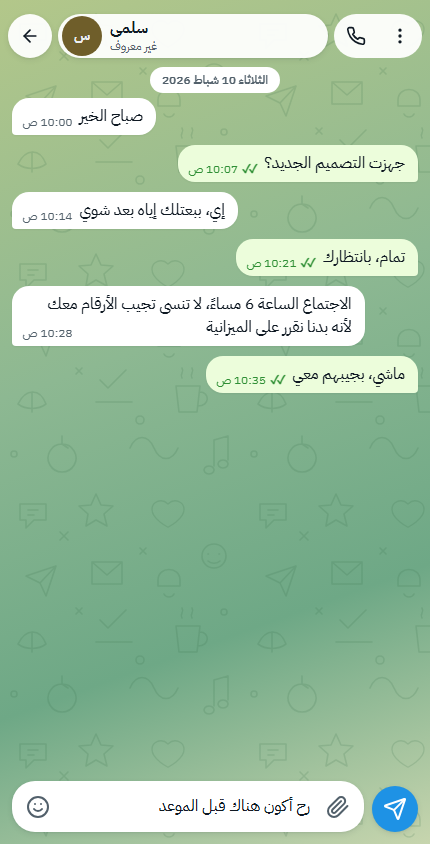 سلمى
س
غير معروف
الثلاثاء 10 شباط 2026
صباح الخير
10:00 ص
جهزت التصميم الجديد؟
10:07 ص
إي، ببعتلك إياه بعد شوي
10:14 ص
تمام، بانتظارك
10:21 ص
الاجتماع الساعة 6 مساءً، لا تنسى تجيب الأرقام معك
لأنه بدنا نقرر على الميزانية
10:28 ص
ماشي، بجيبهم معي
10:35 ص
رح أكون هناك قبل الموعد